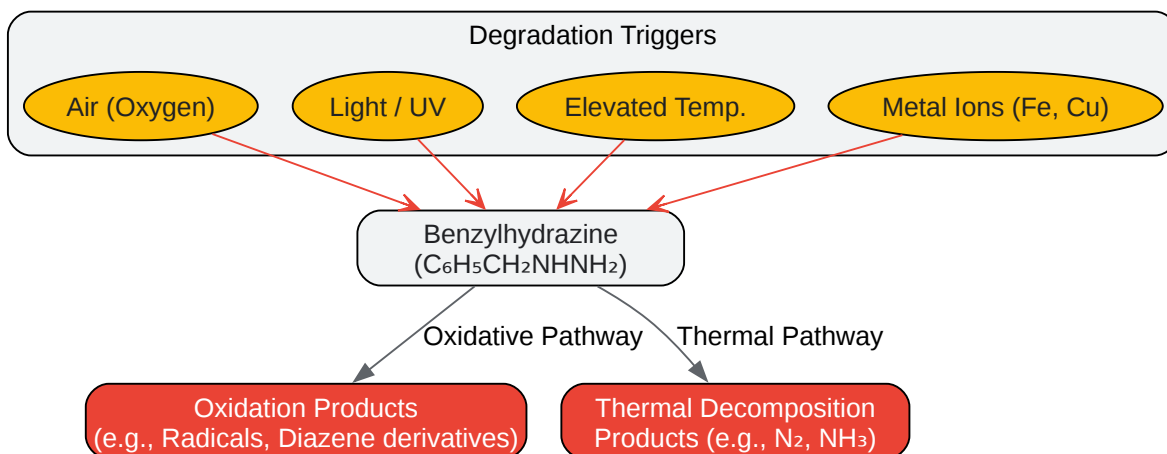 Degradation Triggers
Air (Oxygen)
Light / UV
Elevated Temp.
Metal Ions (Fe, Cu)
Benzylhydrazine
(C₆H₅CH₂NHNH₂)
Oxidative Pathway
Thermal Pathway
Oxidation Products
(e.g., Radicals, Diazene derivatives)
Thermal Decomposition
Products (e.g., N₂, NH₃)